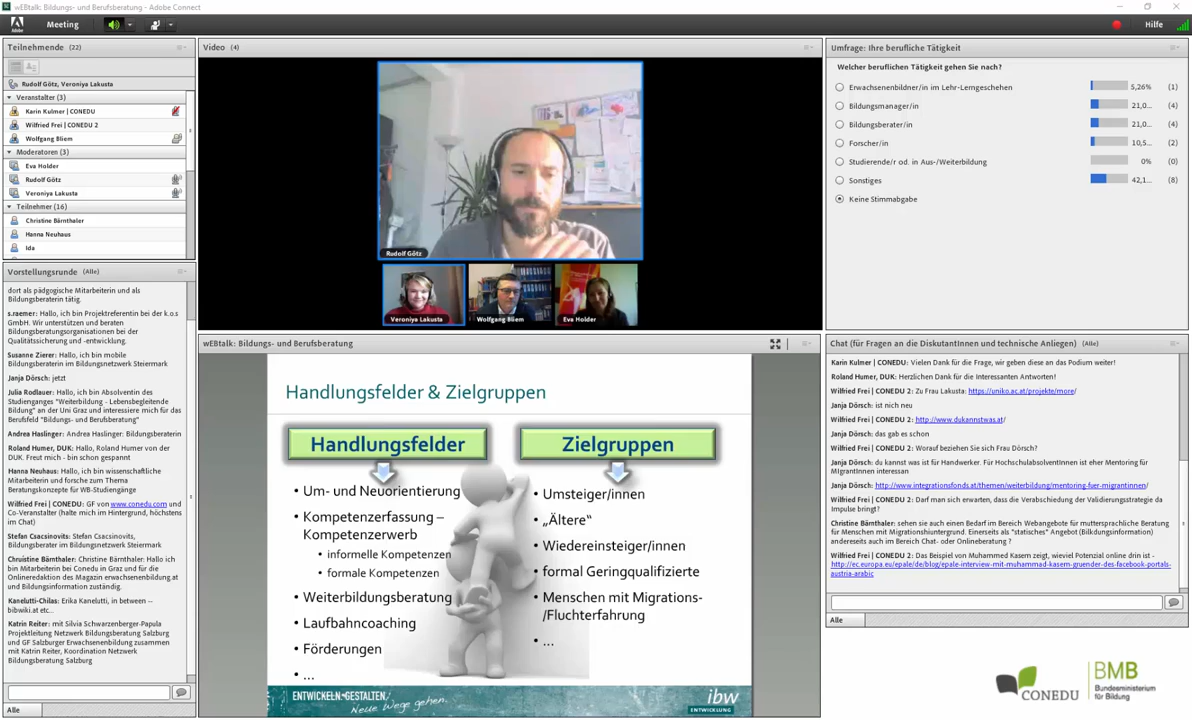 wEBtalk: Bildungs- und Berufsberatung - Adobe Connect
Adobe
Meeting
Hilfe
Teilnehmende (22)
Rudolf Götz, Veroniya Lakusta
Veranstalter (3)
Karin Kulmer | CONEDU
Wilfried Frei | CONEDU 2
Wolfgang Bliem
Moderatoren (3)
Eva Holder
Rudolf Götz
Veroniya Lakusta
Teilnehmer (16)
Christine Bärnthaler
Hanna Neuhaus
Ida
Vorstellungsrunde (Alle)
dort als pädgogische Mitarbeiterin und als
Bildungsberaterin tätig.
s.raemer: Hallo, ich bin Projektreferentin bei der k.o.s
GmbH. Wir unterstützen und beraten
Bildungsberatungsorganisationen bei der
Qualitätssicherung und -entwicklung.
Susanne Zierer: Hallo, ich bin mobile
Bildungsberaterin im Bildungsnetzwerk Steiermark
Janja Dörsch: jetzt
Julia Rodlauer: Hallo, ich bin Absolventin des
Studienganges "Weiterbildung - Lebensbegleitende
Bildung" an der Uni Graz und interessiere mich für das
Berufsfeld "Bildungs- und Berufsberatung"
Andrea Haslinger: Andrea Haslinger: Bildungsberaterin
Roland Humer, DUK: Hallo, Roland Humer von der
DUK. Freut mich - bin schon gespannt
Hanna Neuhaus: Hallo, ich bin wissenschaftliche
Mitarbeiterin und forsche zum Thema
Beratungskonzepte für WB-Studiengänge
Wilfried Frei | CONEDU: GF von www.conedu.com und
Co-Veranstalter (halte mich im Hintergrund, höchstens
im Chat)
Stefan Csacsinovits: Stefan Csacsinovits,
Bildungsberater im Bildungsnetzwerk Steiermark
Chruistine Bärnthaler: Christine Bärnthaler: Hallo ich
bin Mitarbeiterin bei Conedu in Graz und für die
Onlineredaktion des Magazin erwachsenenbildung.at
und Bildungsinformation zuständig.
Kanelutti-Chilas: Erika Kanelutti, in between --
bibwiki.at etc...
Katrin Reiter: mit Silvia Schwarzenberger-Papula
Projektleitung Netzwerk Bildungsberatung Salzburg
und GF Salzburger Erwachsenenbildung zusammen
mit Katrin Reiter, Koordination Netzwerk
Bildungsberatung Salzburg
Alle
Video (4)
Rudolf Götz
Veroniya Lakusta
Wolfgang Bliem
Eva Holder
wEBtalk: Bildungs- und Berufsberatung
Handlungsfelder & Zielgruppen
Handlungsfelder
• Um- und Neuorientierung
• Kompetenzerfassung –
Kompetenzerwerb
• informelle Kompetenzen
• formale Kompetenzen
• Weiterbildungsberatung
• Laufbahncoaching
• Förderungen
• ...
Zielgruppen
• Umsteiger/innen
• „Ältere“
• Wiedereinsteiger/innen
• formal Geringqualifizierte
• Menschen mit Migrations-
/Fluchterfahrung
• ...
ENTWICKELN.GESTALTEN.
Neue Wege gehen.
ibw
ENTWICKLUNG
Umfrage: Ihre berufliche Tätigkeit
Welcher beruflichen Tätigkeit gehen Sie nach?
Erwachsenenbildner/in im Lehr-Lerngeschehen 5,26% (1)
Bildungsmanager/in 21,0... (4)
Bildungsberater/in 21,0... (4)
Forscher/in 10,5... (2)
Studierende/r od. in Aus-/Weiterbildung 0% (0)
Sonstiges 42,1... (8)
Keine Stimmabgabe
Chat (für Fragen an die DiskutantInnen und technische Anliegen) (Alle)
Karin Kulmer | CONEDU: Vielen Dank für die Frage, wir geben diese an das Podium weiter!
Roland Humer, DUK: Herzlichen Dank für die Interessanten Antworten!
Wilfried Frei | CONEDU 2: Zu Frau Lakusta: https://uniko.ac.at/projekte/more/
Janja Dörsch: ist nich neu
Wilfried Frei | CONEDU 2: http://www.dukannstwas.at/
Janja Dörsch: das gab es schon
Wilfried Frei | CONEDU 2: Worauf beziehen Sie sich Frau Dörsch?
Janja Dörsch: du kannst was ist für Handwerker. Für HochschulabsolventInnen ist eher Mentoring für
MigrantInnen interessant
Janja Dörsch: http://www.integrationsfonds.at/themen/weiterbildung/mentoring-fuer-migrantinnen/
Wilfried Frei | CONEDU 2: Darf man sich erwarten, dass die Verabschiedung der Validierungsstrategie da
Impulse bringt?
Christine Bärnthaler: sehen sie auch einen Bedarf im Bereich Webangebote für muttersprachliche Beratung
für Menschen mit Migrationshiuntergrund. Einerseits als "statisches" Angebot (Biklldungsinformation)
andererseits auch im Bereich Chat- oder Onlineberatung ?
Wilfried Frei | CONEDU 2: Das Beispiel von Muhammed Kasem zeigt, wieviel Potenzial online drin ist -
http://ec.europa.eu/epale/de/blog/epale-interview-mit-muhammad-kasem-gruender-des-facebook-portals-
austria-arabic
Alle
CONEDU
BMB
Bundesministerium
für Bildung